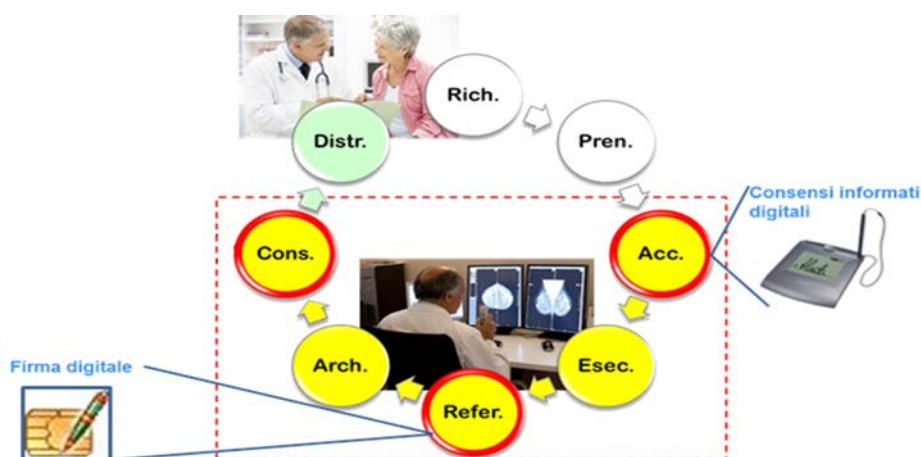 Rich.
Distr.
Pren.
Consensi informati
digitali
Cons.
Acc.
Arch.
Esec.
Firma digitale
Refer.